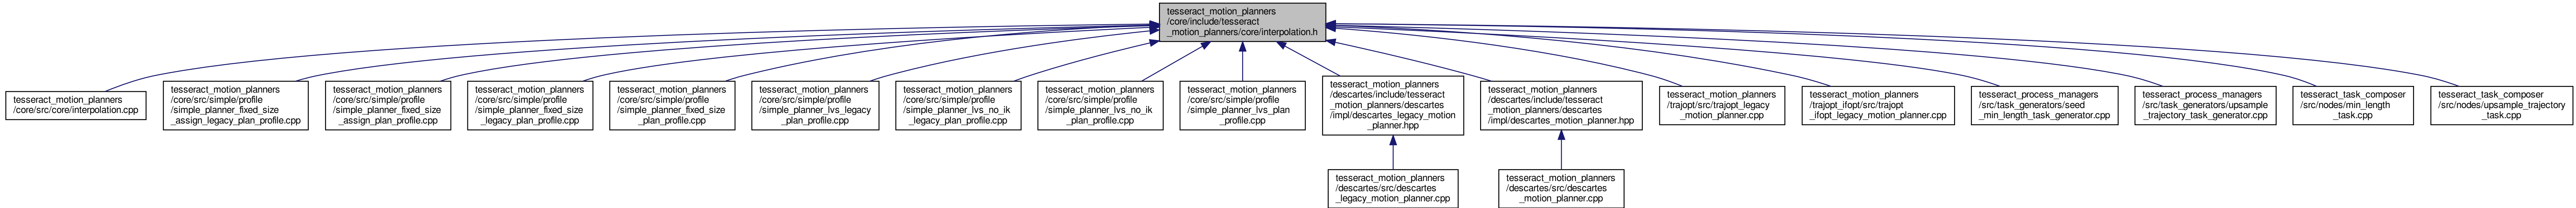 tesseract_motion_planners
/core/include/tesseract
_motion_planners/core/interpolation.h
tesseract_motion_planners
/core/src/core/interpolation.cpp
tesseract_motion_planners
/core/src/simple/profile
/simple_planner_fixed_size
_assign_legacy_plan_profile.cpp
tesseract_motion_planners
/core/src/simple/profile
/simple_planner_fixed_size
_assign_plan_profile.cpp
tesseract_motion_planners
/core/src/simple/profile
/simple_planner_fixed_size
_legacy_plan_profile.cpp
tesseract_motion_planners
/core/src/simple/profile
/simple_planner_fixed_size
_plan_profile.cpp
tesseract_motion_planners
/core/src/simple/profile
/simple_planner_lvs_legacy
_plan_profile.cpp
tesseract_motion_planners
/core/src/simple/profile
/simple_planner_lvs_no_ik
_legacy_plan_profile.cpp
tesseract_motion_planners
/core/src/simple/profile
/simple_planner_lvs_no_ik
_plan_profile.cpp
tesseract_motion_planners
/core/src/simple/profile
/simple_planner_lvs_plan
_profile.cpp
tesseract_motion_planners
/descartes/include/tesseract
_motion_planners/descartes
/impl/descartes_legacy_motion
_planner.hpp
tesseract_motion_planners
/descartes/include/tesseract
_motion_planners/descartes
/impl/descartes_motion_planner.hpp
tesseract_motion_planners
/trajopt/src/trajopt_legacy
_motion_planner.cpp
tesseract_motion_planners
/trajopt_ifopt/src/trajopt
_ifopt_legacy_motion_planner.cpp
tesseract_process_managers
/src/task_generators/seed
_min_length_task_generator.cpp
tesseract_process_managers
/src/task_generators/upsample
_trajectory_task_generator.cpp
tesseract_task_composer
/src/nodes/min_length
_task.cpp
tesseract_task_composer
/src/nodes/upsample_trajectory
_task.cpp
tesseract_motion_planners
/descartes/src/descartes
_legacy_motion_planner.cpp
tesseract_motion_planners
/descartes/src/descartes
_motion_planner.cpp